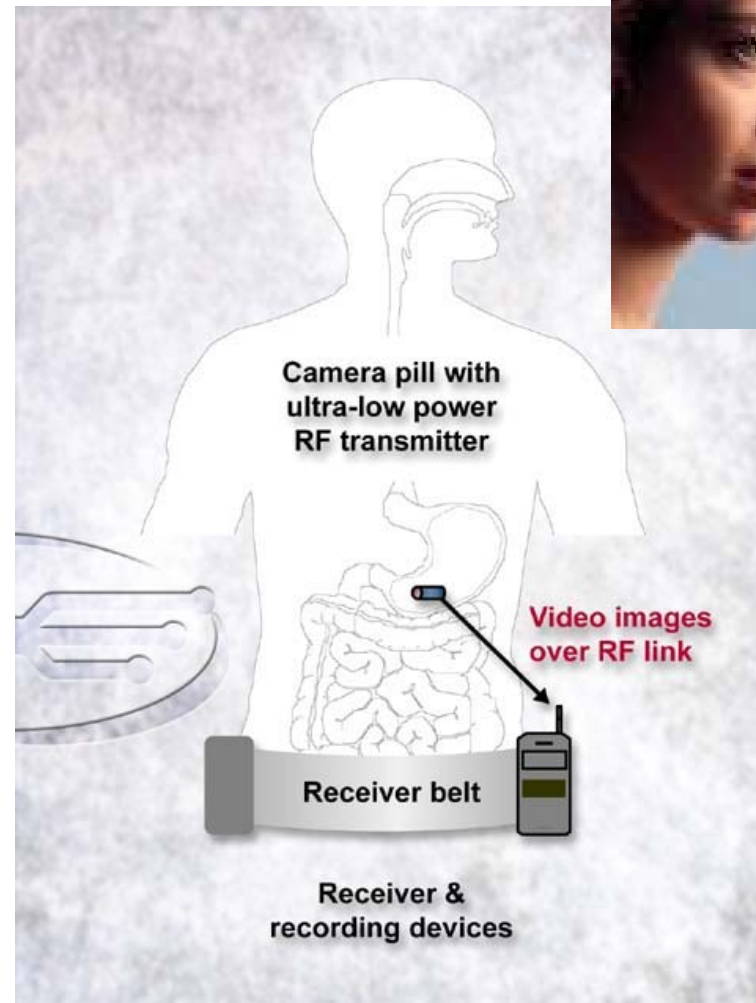 Camera pill with
ultra-low power
RF transmitter
Video images
over RF link
Receiver belt
Receiver &
recording devices